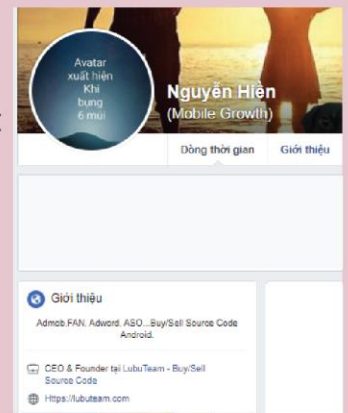 Avatar
xuất hiện
Khi
bụng
6 múi
Nguyễn Hiền
(Mobile Growth)
Dòng thời gian Giới thiệu
Giới thiệu
Admob,FAN, Adword, ASO...Buy/Sell Source Code
Android.
CEO & Founder tại LubuTeam - Buy/Sell
Source Code
Https://lubuteam.com